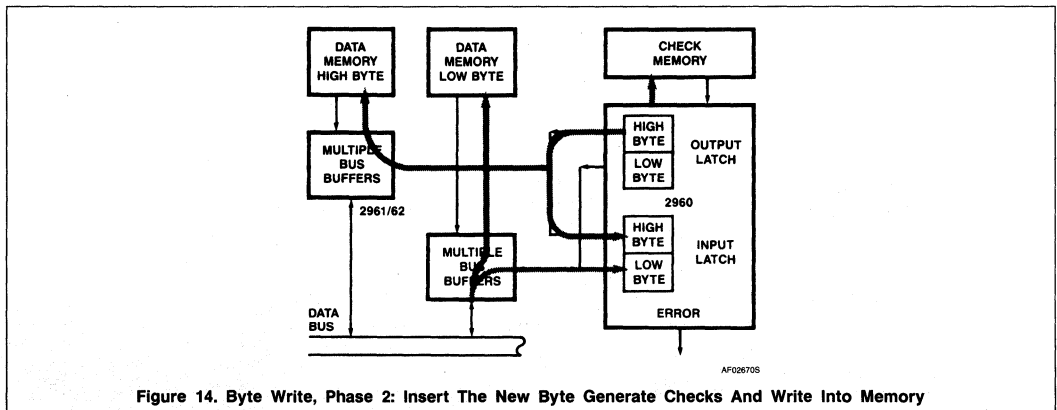 DATA
MEMORY
HIGH BYTE
DATA
MEMORY
LOW BYTE
CHECK
MEMORY
MULTIPLE
BUS
BUFFERS
2961/62
HIGH
BYTE
LOW
BYTE
OUTPUT
LATCH
2960
MULTIPLE
BUS
BUFFERS
HIGH
BYTE
LOW
BYTE
INPUT
LATCH
ERROR
DATA
BUS
AF02670S
Figure 14. Byte Write, Phase 2: Insert The New Byte Generate Checks And Write Into Memory